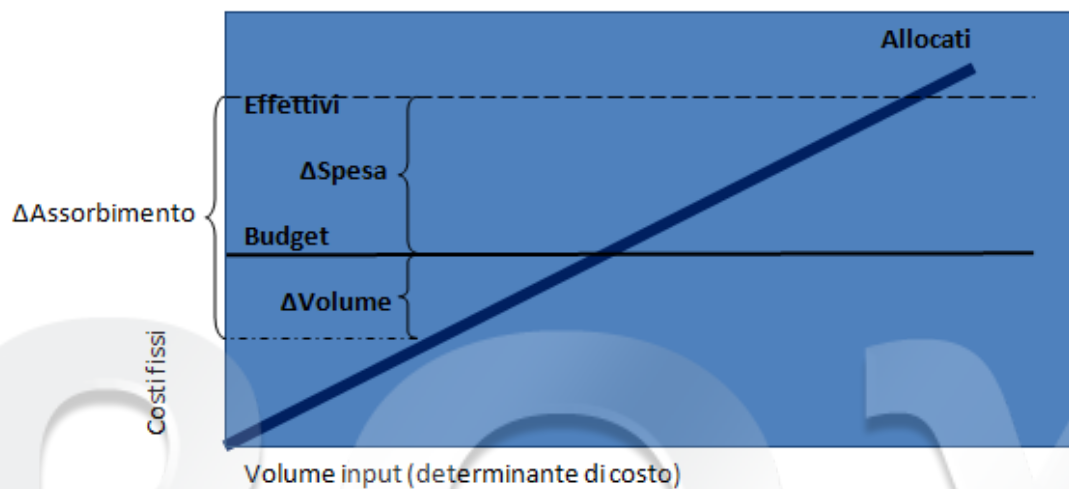 Allocati
Effettivi
ΔSpesa
ΔAssorbimento
Budget
ΔVolume
Costi fissi
Volume input (determinante di costo)